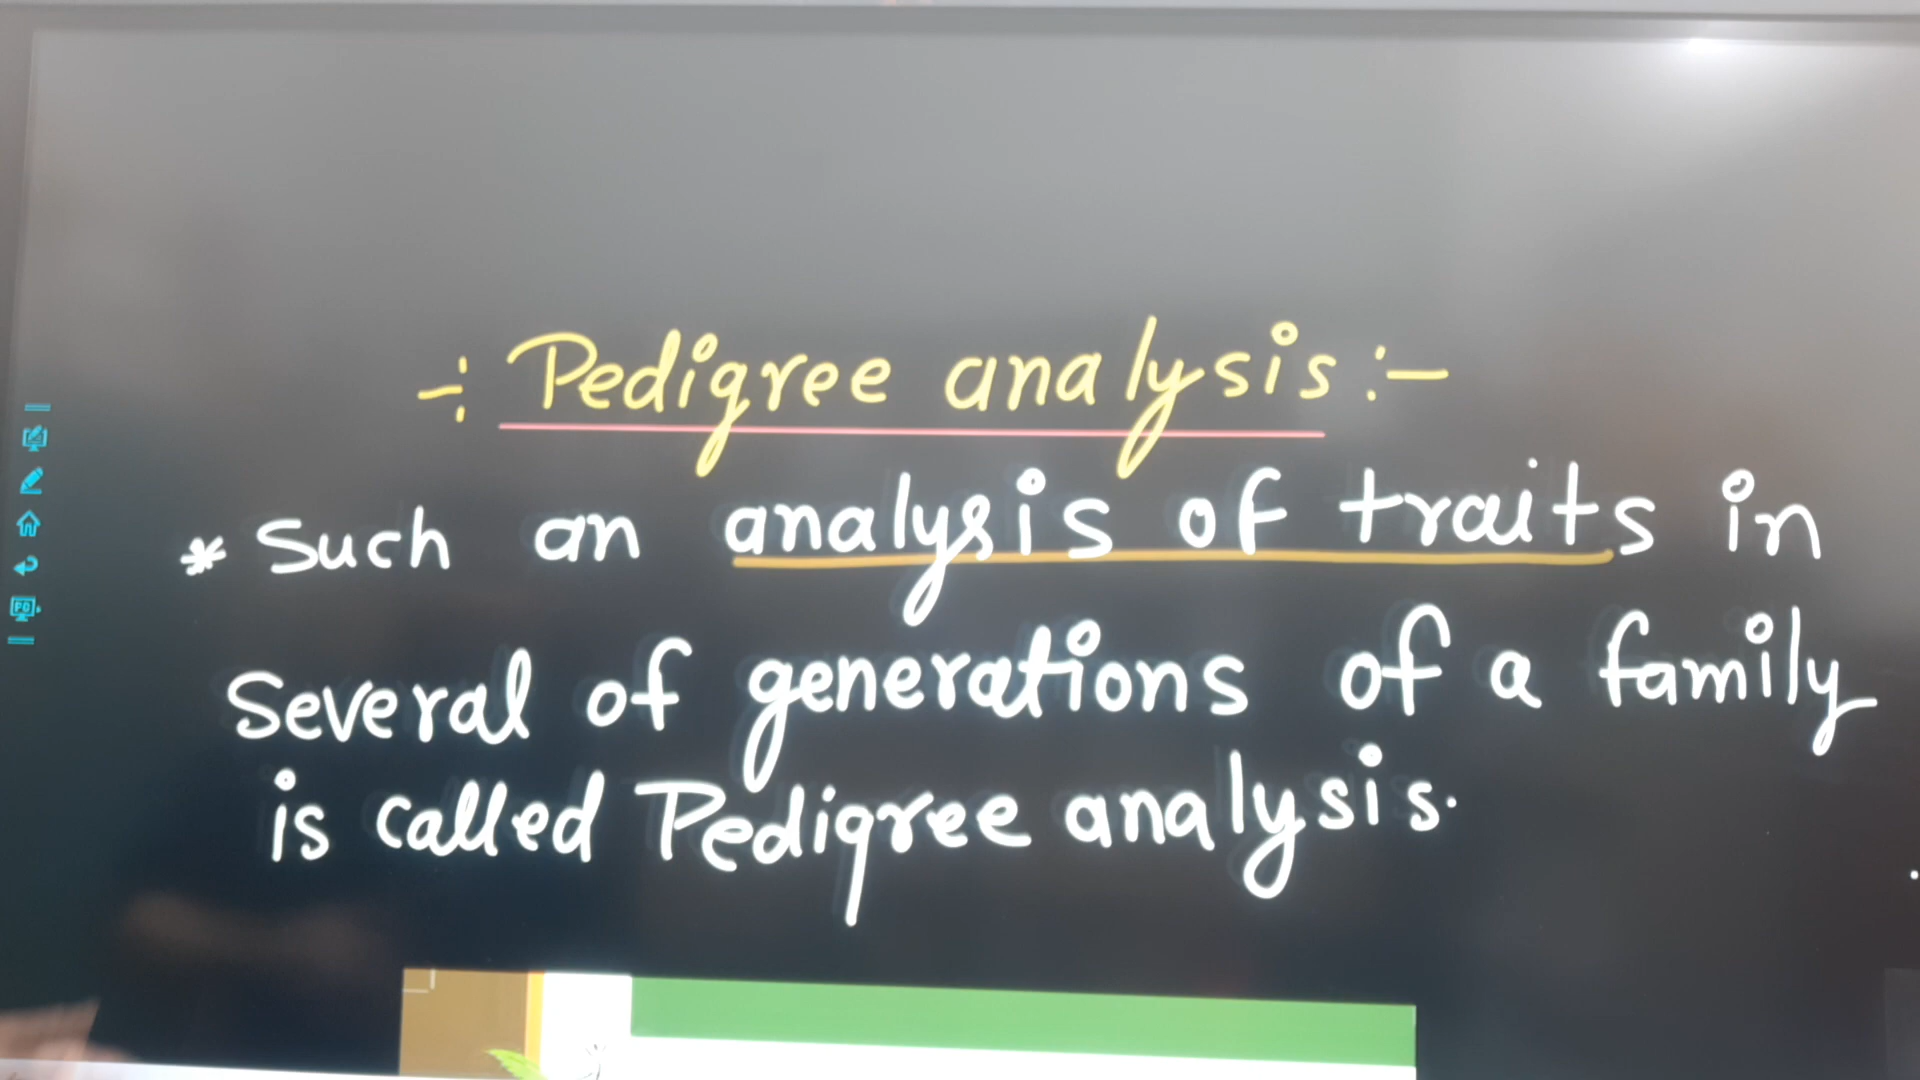 -: Pedigree analysis :-
* Such an analysis of traits in
Several of generations of a family
is called Pedigree analysis.